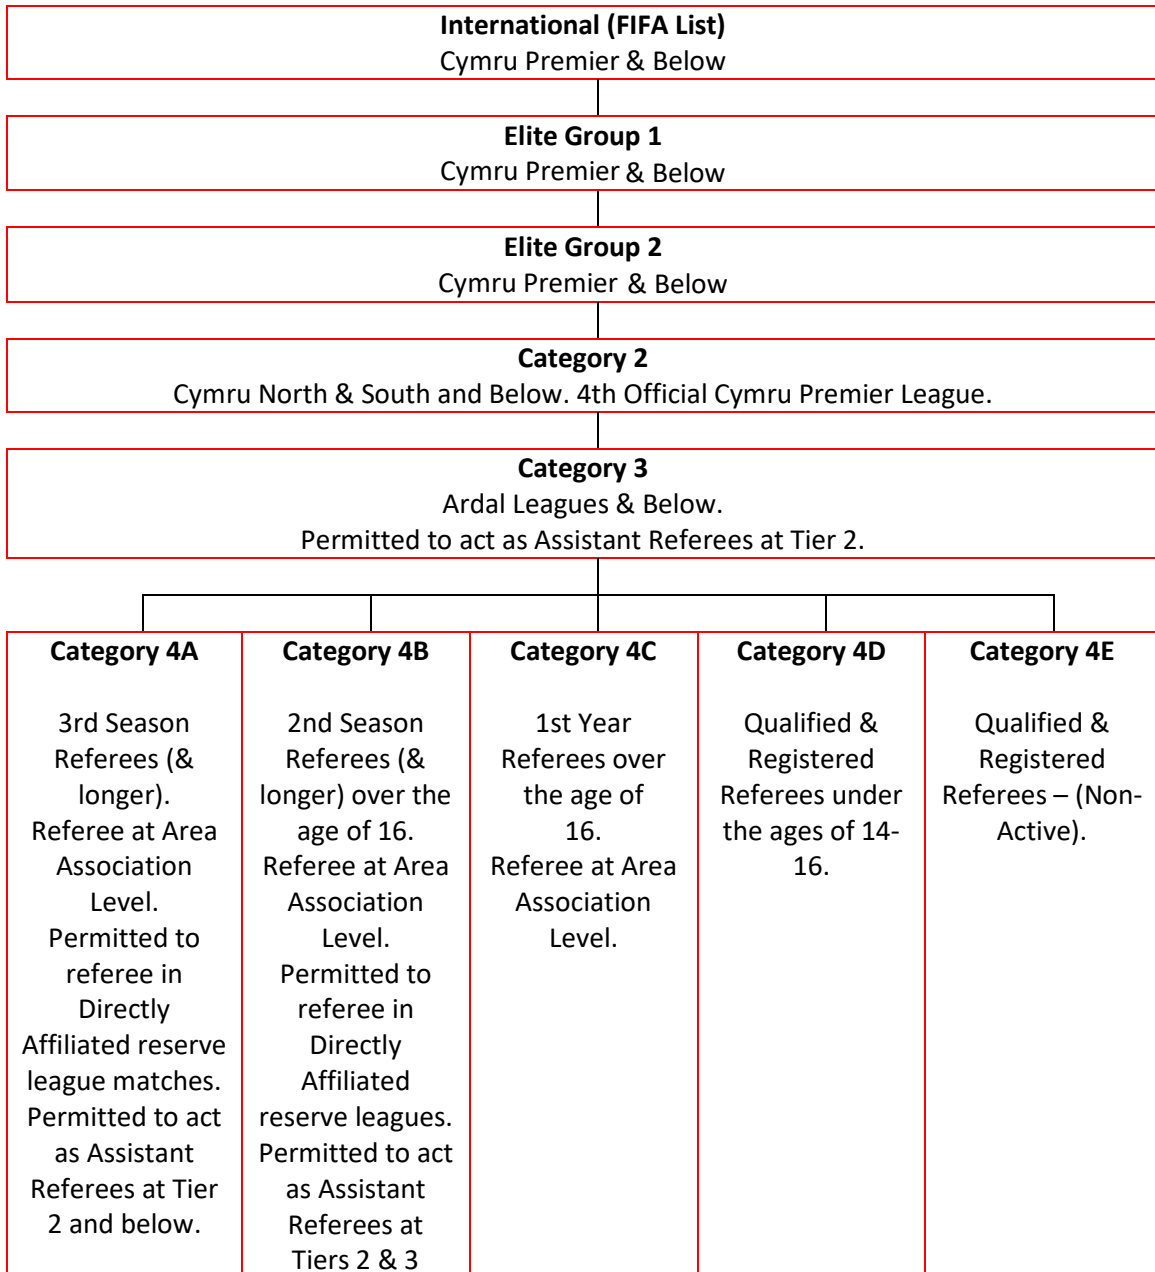 International (FIFA List)
Cymru Premier & Below
Elite Group 1
Cymru Premier & Below
Elite Group 2
Cymru Premier & Below
Category 2
Cymru North & South and Below. 4th Official Cymru Premier League.
Category 3
Ardal Leagues & Below.
Permitted to act as Assistant Referees at Tier 2.
Category 4A
3rd Season
Referees (&
longer).
Referee at Area
Association
Level.
Permitted to
referee in
Directly
Affiliated reserve
league matches.
Permitted to act
as Assistant
Referees at Tier
2 and below.
Category 4B
2nd Season
Referees (&
longer) over the
age of 16.
Referee at Area
Association
Level.
Permitted to
referee in
Directly
Affiliated
reserve leagues.
Permitted to act
as Assistant
Referees at
Tiers 2 & 3
Category 4C
1st Year
Referees over
the age of
16.
Referee at Area
Association
Level.
Category 4D
Qualified &
Registered
Referees under
the ages of 14-
16.
Category 4E
Qualified &
Registered
Referees – (Non-
Active).